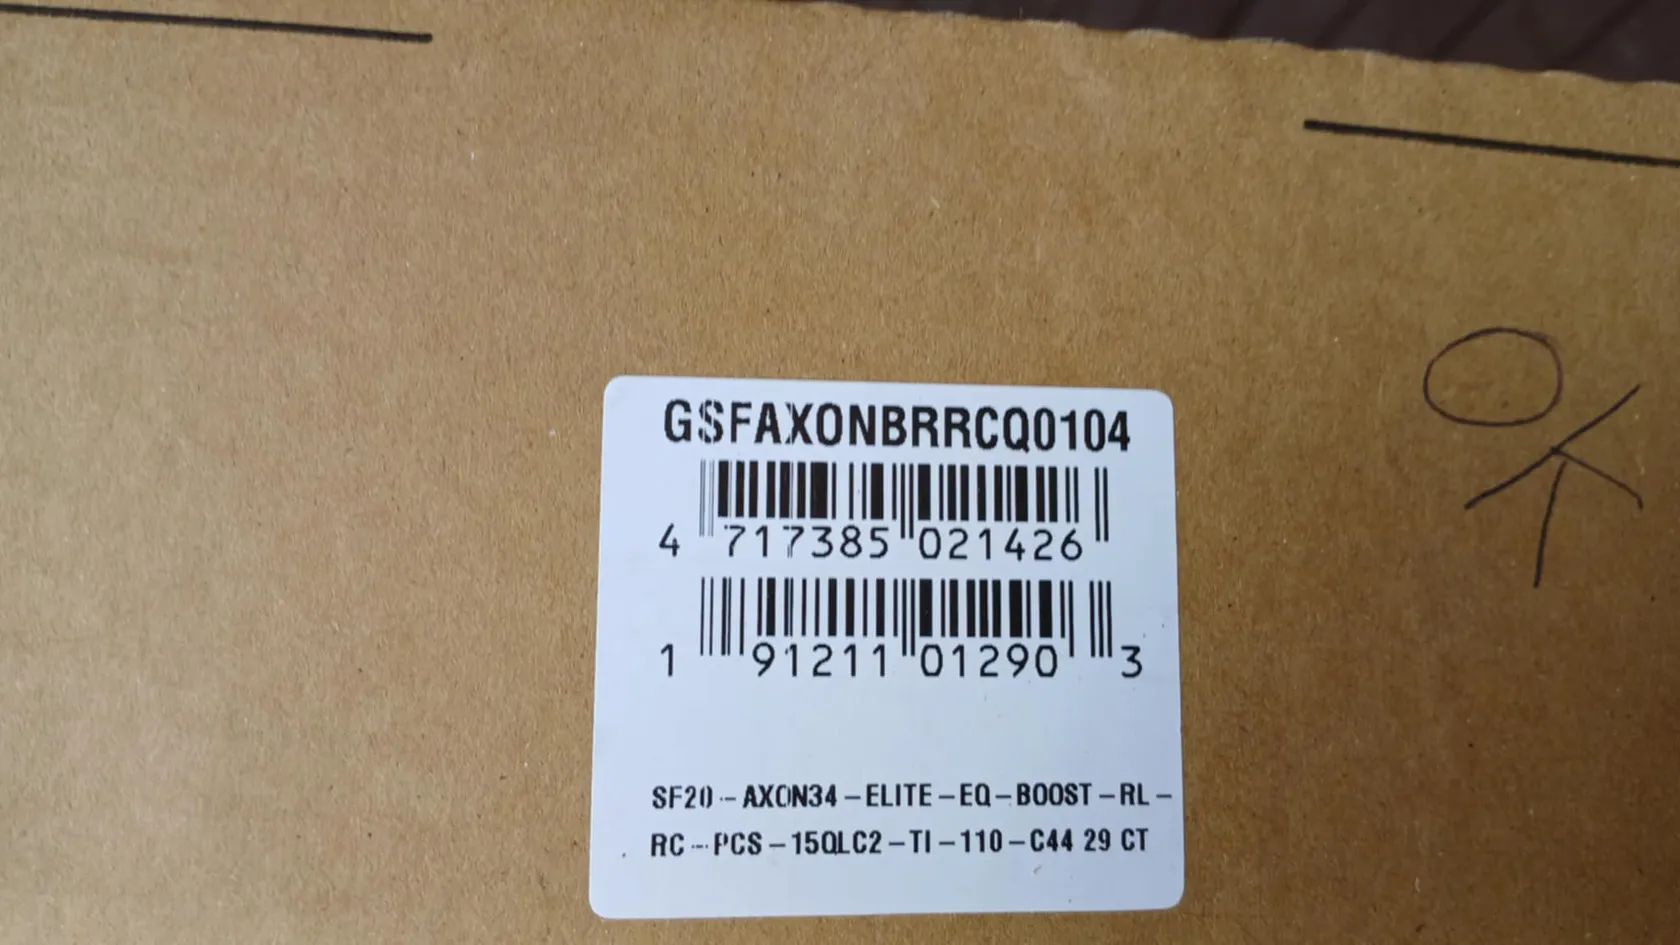 GSFAXONBRRCQ0104
4 717385 021426
1 91211 01290 3
SF20-AXON34-ELITE-EQ-BOOST-RL-
RC-PCS-15QLC2-TI-110-C44 29 CT
OK